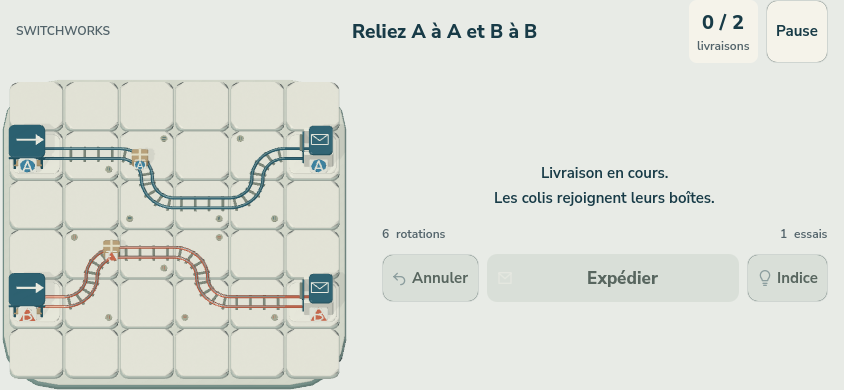 SWITCHWORKS
Reliez A à A et B à B
0 / 2
livraisons
Pause
A
A
A
Livraison en cours.
Les colis rejoignent leurs boîtes.
6 rotations
1 essais
Annuler
Expédier
Indice
B
B